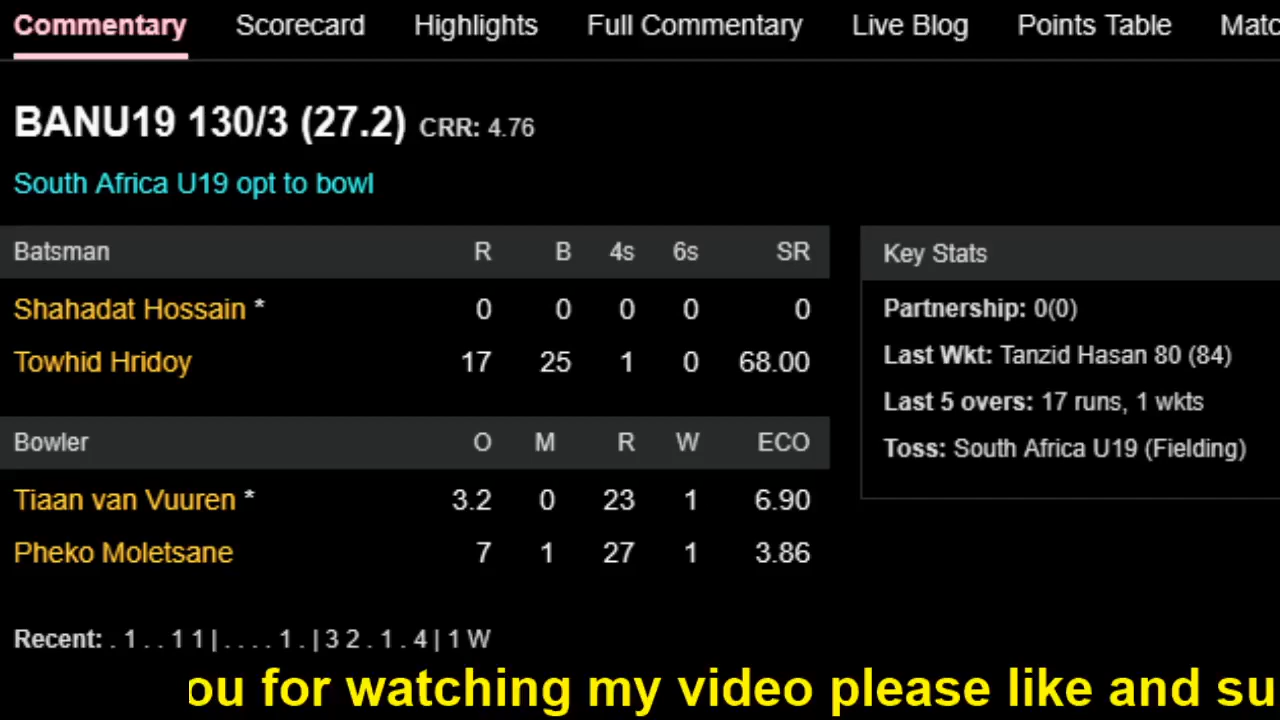 Commentary Scorecard Highlights Full Commentary Live Blog Points Table Matc
BANU19 130/3 (27.2) CRR: 4.76
South Africa U19 opt to bowl
Batsman R B 4s 6s SR
Shahadat Hossain * 0 0 0 0 0
Towhid Hridoy 17 25 1 0 68.00
Bowler O M R W ECO
Tiaan van Vuuren * 3.2 0 23 1 6.90
Pheko Moletsane 7 1 27 1 3.86
Key Stats
Partnership: 0(0)
Last Wkt: Tanzid Hasan 80 (84)
Last 5 overs: 17 runs, 1 wkts
Toss: South Africa U19 (Fielding)
Recent: . 1 . . 1 1 | . . . . 1 . | 3 2 . 1 . 4 | 1 W
ou for watching my video please like and su